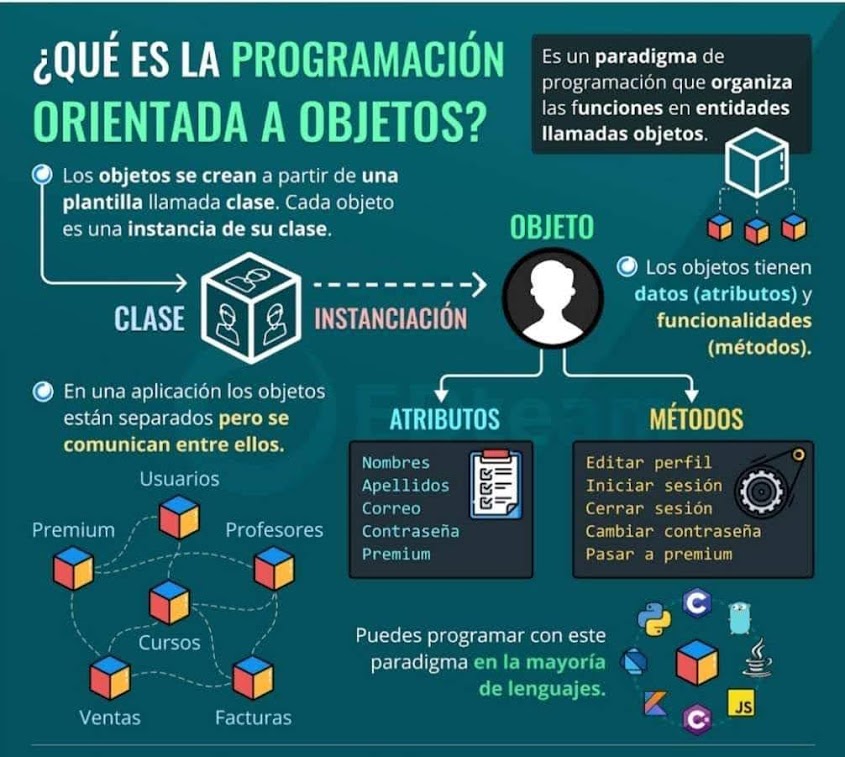 ¿QUÉ ES LA PROGRAMACIÓN
ORIENTADA A OBJETOS?
Es un paradigma de
programación que organiza
las funciones en entidades
llamadas objetos.
Los objetos se crean a partir de una
plantilla llamada clase. Cada objeto
es una instancia de su clase.
CLASE
INSTANCIACIÓN
OBJETO
Los objetos tienen
datos (atributos) y
funcionalidades
(métodos).
ATRIBUTOS
Nombres
Apellidos
Correo
Contraseña
Premium
MÉTODOS
Editar perfil
Iniciar sesión
Cerrar sesión
Cambiar contraseña
Pasar a premium
En una aplicación los objetos
están separados pero se
comunican entre ellos.
Usuarios
Premium
Profesores
Cursos
Ventas
Facturas
Puedes programar con este
paradigma en la mayoría
de lenguajes.
C
JS
C
EDteam